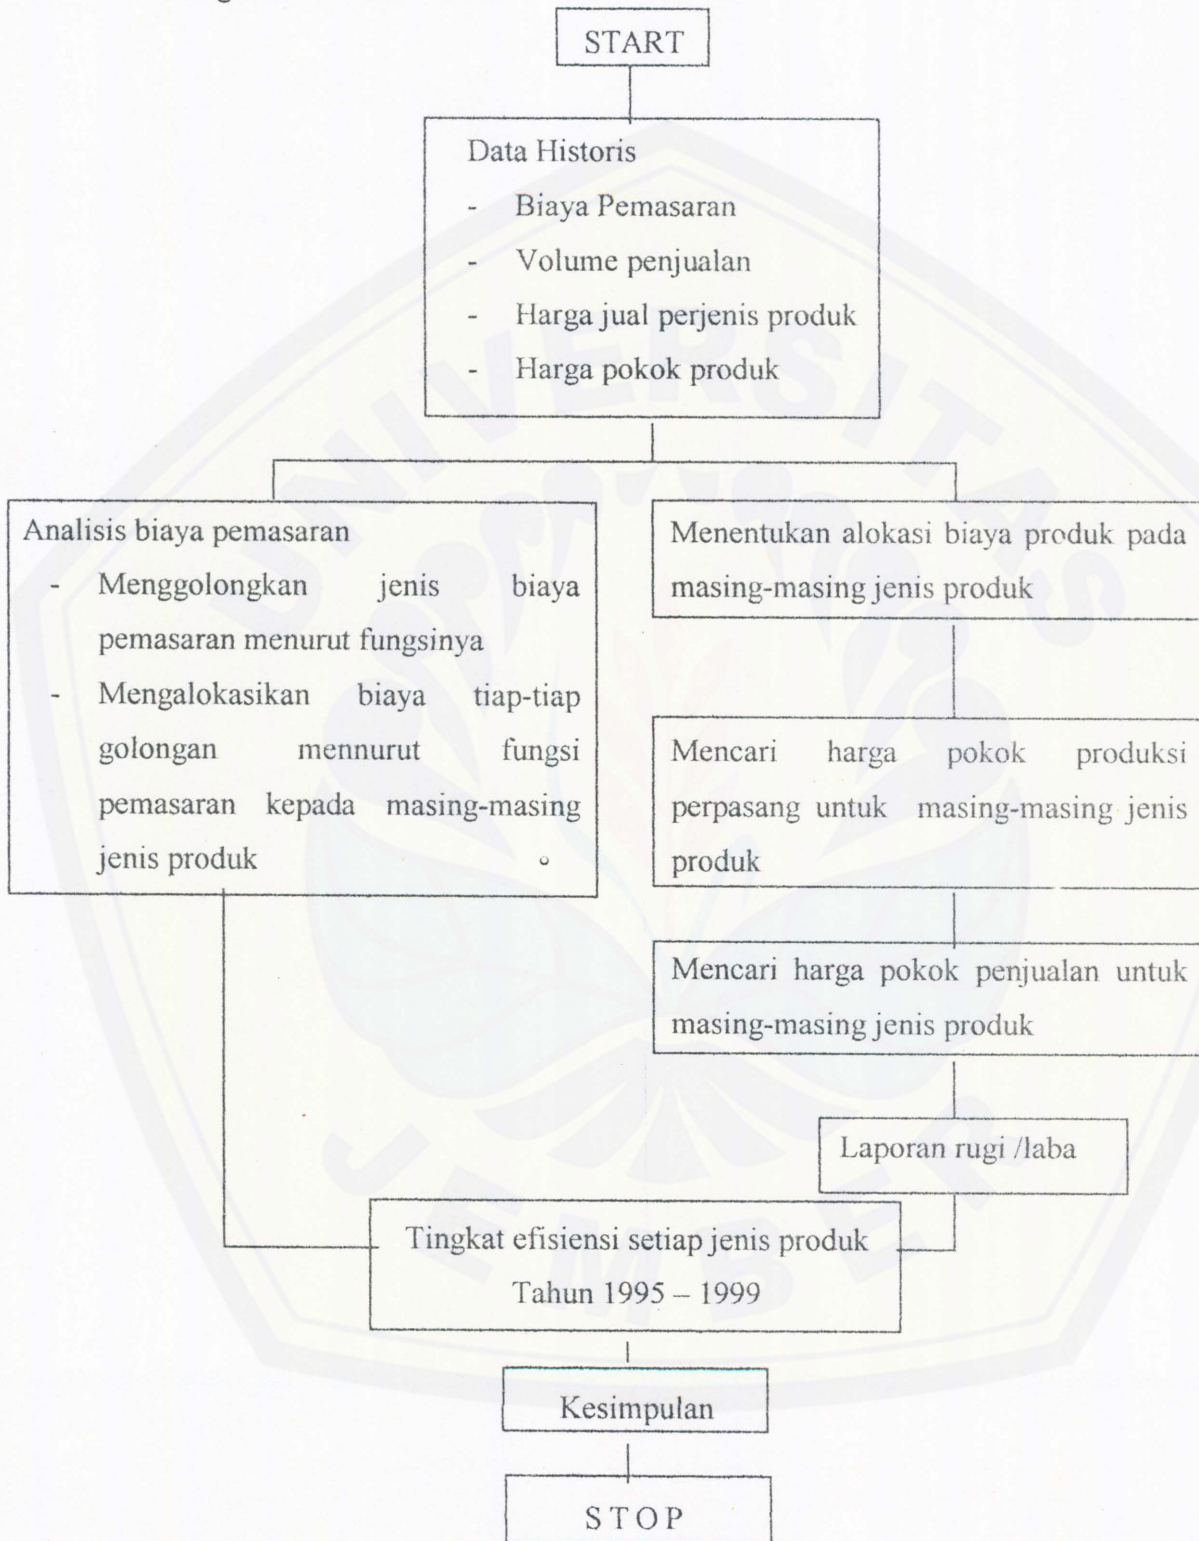 START
Data Historis
- Biaya Pemasaran
- Volume penjualan
- Harga jual perjenis produk
- Harga pokok produk
Analisis biaya pemasaran
- Menggolongkan jenis biaya
pemasaran menurut fungsinya
- Mengalokasikan biaya tiap-tiap
golongan mennurut fungsi
pemasaran kepada masing-masing
jenis produk
Menentukan alokasi biaya produk pada
masing-masing jenis produk
Mencari harga pokok produksi
perpasang untuk masing-masing jenis
produk
Mencari harga pokok penjualan untuk
masing-masing jenis produk
Laporan rugi /laba
Tingkat efisiensi setiap jenis produk
Tahun 1995 – 1999
Kesimpulan
S T O P
UNIVERSITAS
JEMBER